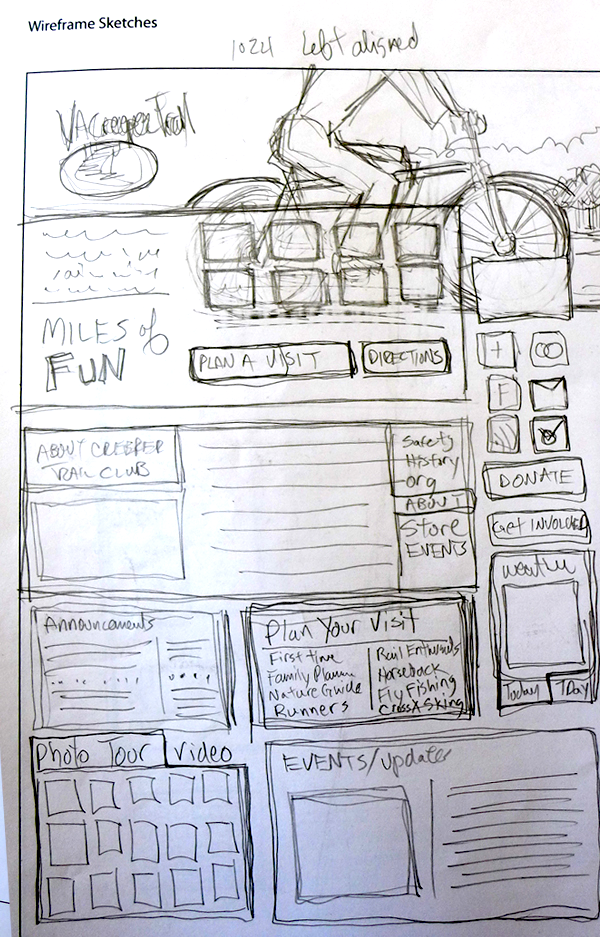 Wireframe Sketches
1024 Left aligned
VA Creeper Trail
MILES of
FUN
PLAN A VISIT
DIRECTIONS
F
DONATE
Get INVOLVED
ABOUT CREEPER
TRAIL CLUB
Safety
History
org
ABOUT
Store
EVENTS
weather
Today
7Day
Announcements
Plan Your Visit
First time
Family Planner
Nature Guide
Runners
Rail Enthusiasts
Horseback
Fly Fishing
CrossX Skiing
Photo Tour
Video
EVENTS/updates